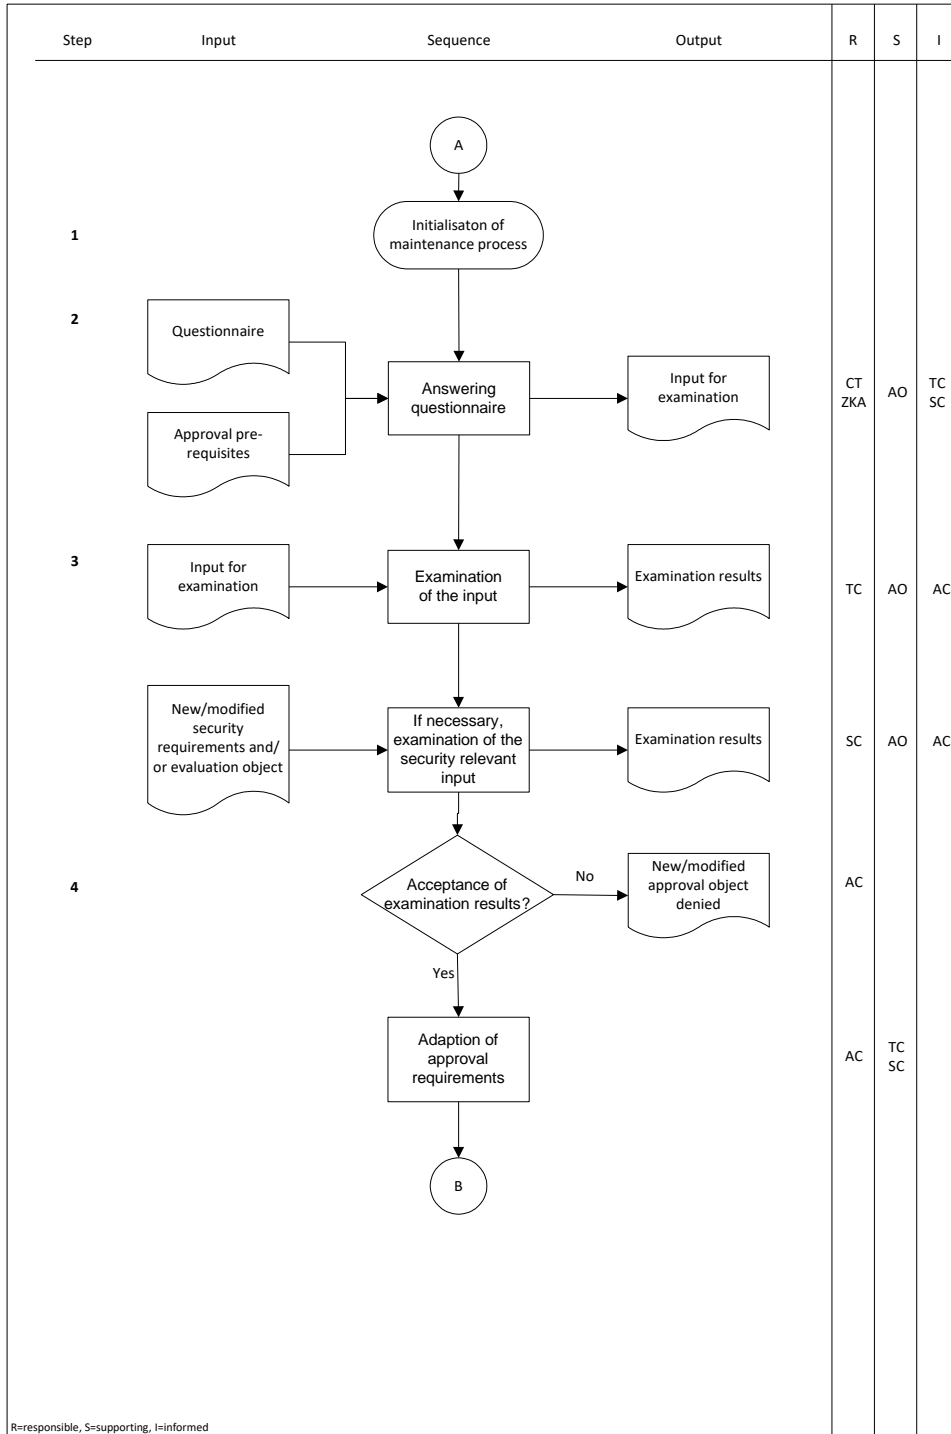 Step Input Sequence Output R S I
A
1
Initialisaton of
maintenance process
2
Questionnaire
Approval pre-
requisites
Answering
questionnaire
Input for
examination
CT
ZKA
AO
TC
SC
3
Input for
examination
Examination
of the input
Examination results
TC AO AC
New/modified
security
requirements and/
or evaluation object
If necessary,
examination of the
security relevant
input
Examination results
SC AO AC
4
Acceptance of
examination results?
No
New/modified
approval object
denied
AC
Yes
Adaption of
approval
requirements
AC
TC
SC
B
R=responsible, S=supporting, I=informed